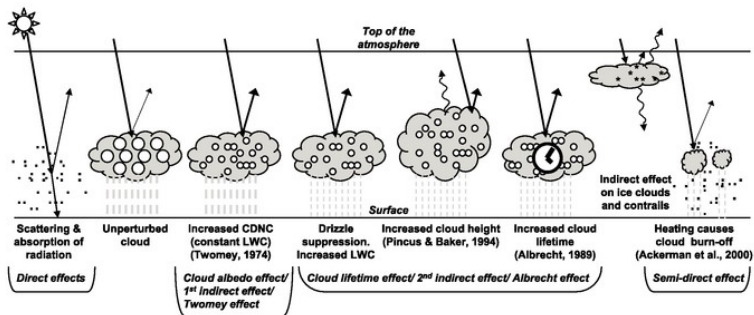 Top of the
atmosphere
Indirect effect
on ice clouds
and contrails
Surface
Scattering &
absorption of
radiation
Unperturbed
cloud
Increased CDNC
(constant LWC)
(Twomey, 1974)
Drizzle
suppression.
Increased LWC
Increased cloud height
(Pincus & Baker, 1994)
Increased cloud
lifetime
(Albrecht, 1989)
Heating causes
cloud burn-off
(Ackerman et al., 2000)
Direct effects
Cloud albedo effect/
1st indirect effect/
Twomey effect
Cloud lifetime effect/ 2nd indirect effect/ Albrecht effect
Semi-direct effect